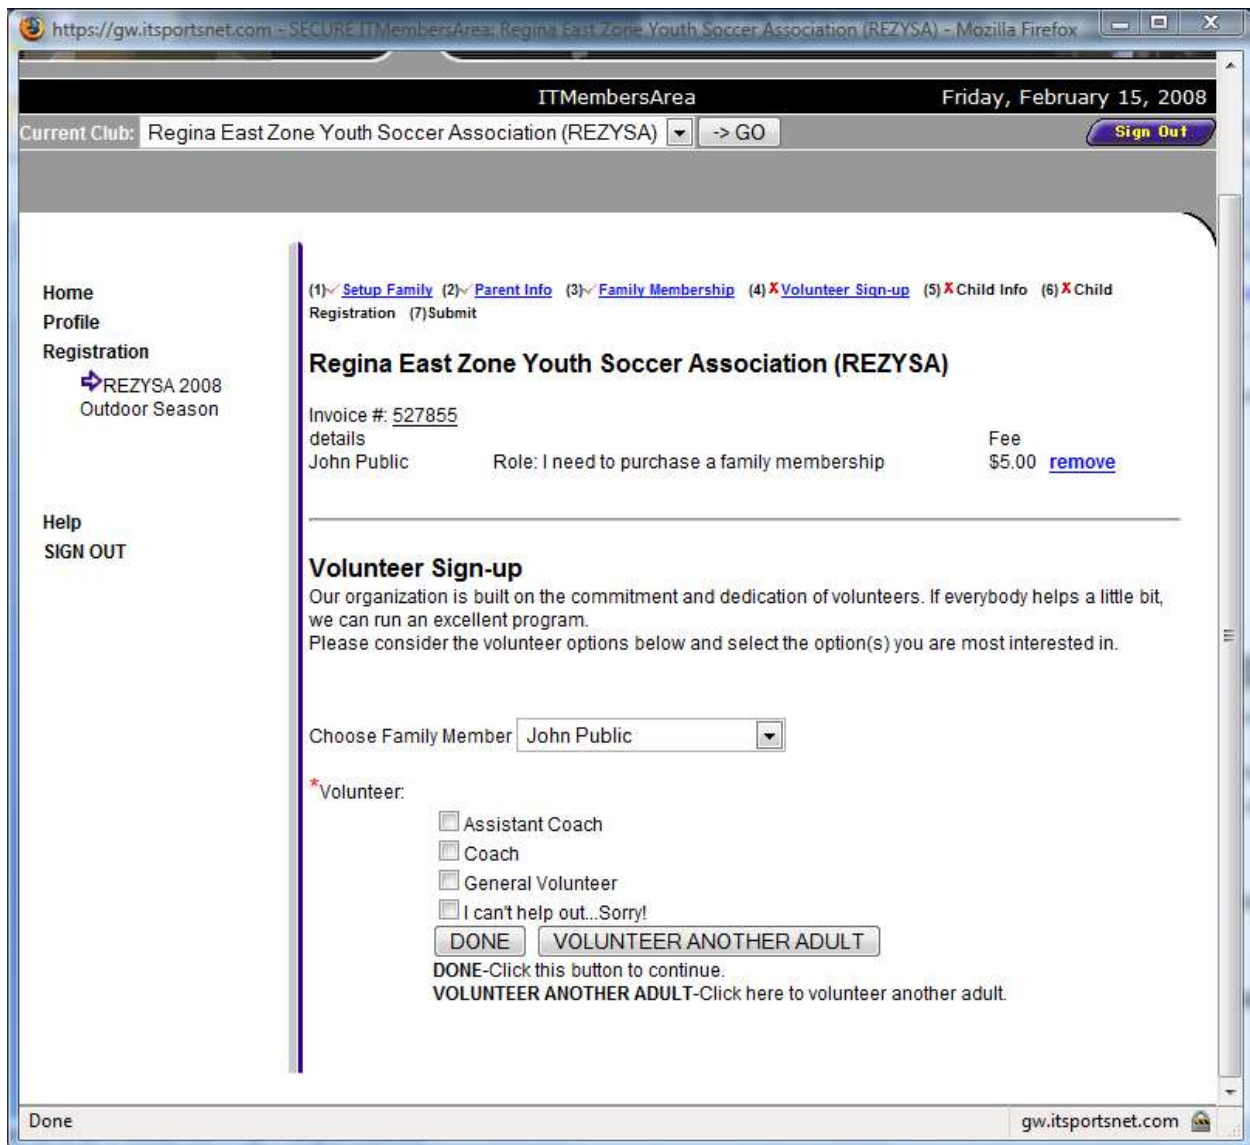 https://gw.itsportsnet.com - SECURE ITMembersArea: Regina East Zone Youth Soccer Association (REZYSA) - Mozilla Firefox
ITMembersArea Friday, February 15, 2008
Current Club: Regina East Zone Youth Soccer Association (REZYSA) -> GO Sign Out
Home
Profile
Registration
REZYSA 2008
Outdoor Season
Help
SIGN OUT
(1) Setup Family (2) Parent Info (3) Family Membership (4) X Volunteer Sign-up (5) X Child Info (6) X Child
Registration (7)Submit
Regina East Zone Youth Soccer Association (REZYSA)
Invoice #: 527855
details Fee
John Public Role: I need to purchase a family membership $5.00 remove
Volunteer Sign-up
Our organization is built on the commitment and dedication of volunteers. If everybody helps a little bit,
we can run an excellent program.
Please consider the volunteer options below and select the option(s) you are most interested in.
Choose Family Member John Public
*Volunteer:
Assistant Coach
Coach
General Volunteer
I can't help out...Sorry!
DONE VOLUNTEER ANOTHER ADULT
DONE-Click this button to continue.
VOLUNTEER ANOTHER ADULT-Click here to volunteer another adult.
Done gw.itsportsnet.com